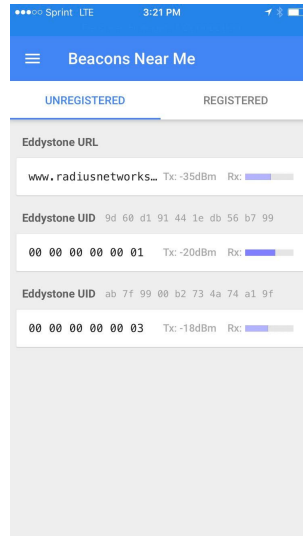 Sprint LTE 3:21 PM
Beacons Near Me
UNREGISTERED REGISTERED
Eddystone URL
www.radiusnetworks… Tx: -35dBm Rx:
Eddystone UID 9d 60 d1 91 44 1e db 56 b7 99
00 00 00 00 00 01 Tx: -20dBm Rx:
Eddystone UID ab 7f 99 00 b2 73 4a 74 a1 9f
00 00 00 00 00 03 Tx: -18dBm Rx: